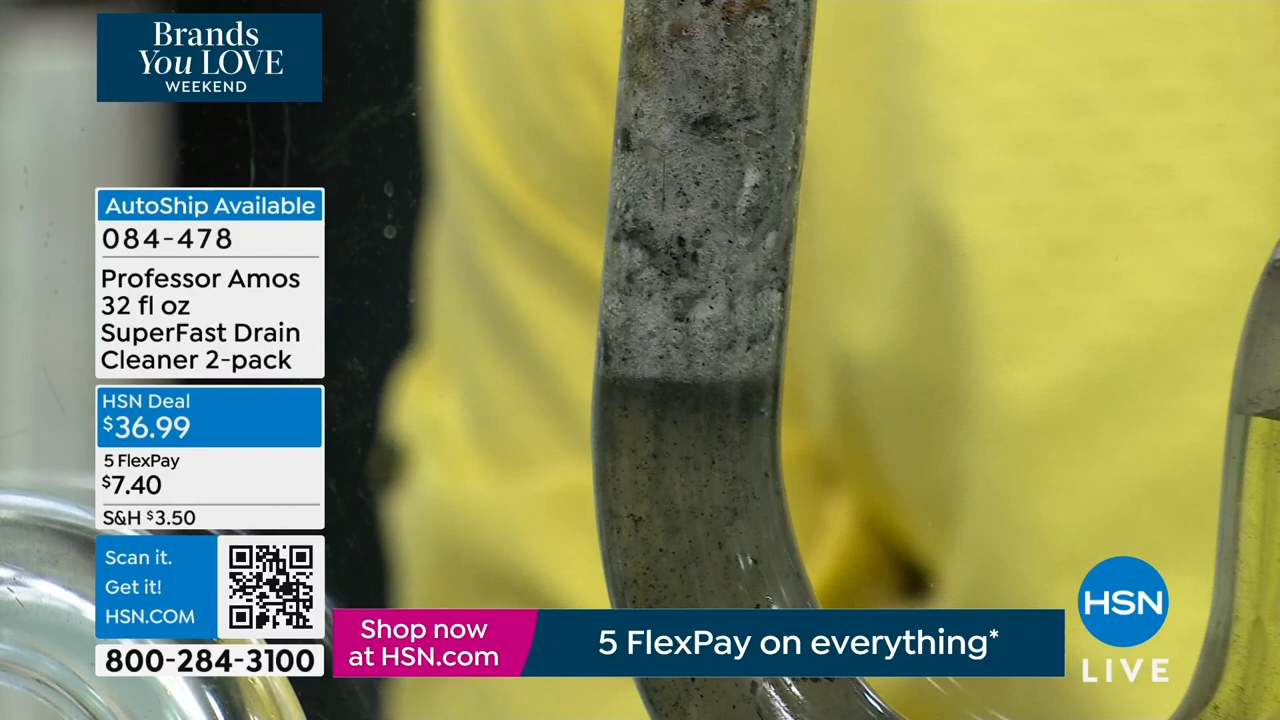 Brands
You LOVE
WEEKEND
AutoShip Available
084-478
Professor Amos
32 fl oz
SuperFast Drain
Cleaner 2-pack
HSN Deal
$36.99
5 FlexPay
$7.40
S&H $3.50
Scan it.
Get it!
HSN.COM
800-284-3100
Shop now
at HSN.com
5 FlexPay on everything*
HSN
LIVE